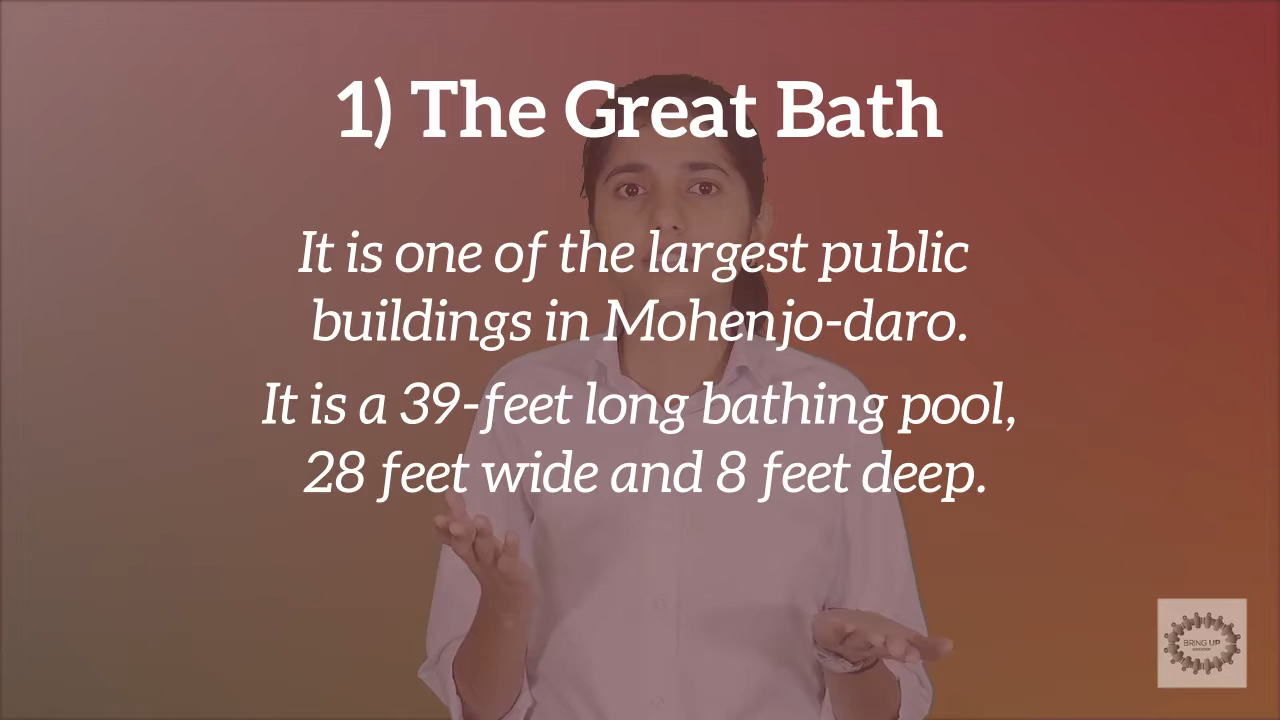 1) The Great Bath
It is one of the largest public
buildings in Mohenjo-daro.
It is a 39-feet long bathing pool,
28 feet wide and 8 feet deep.
BRING UP